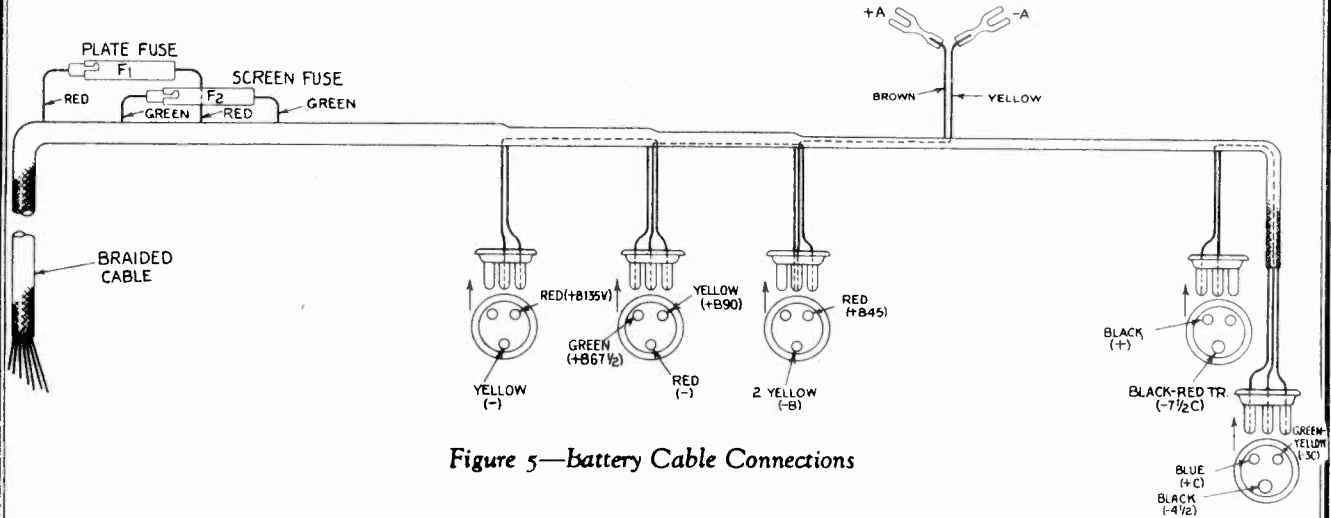 +A
-A
PLATE FUSE
F1
SCREEN FUSE
F2
RED
GREEN
RED
GREEN
BROWN
YELLOW
BRAIDED
CABLE
RED(+B135V)
YELLOW
(-)
YELLOW
(+B90)
GREEN
(+B67½)
RED
(-)
RED
(+B45)
2 YELLOW
(-B)
BLACK
(+)
BLACK-RED TR.
(-7½C)
GREEN-
YELLOW
(-3C)
BLUE
(+C)
BLACK
(-4½)
Figure 5—Battery Cable Connections